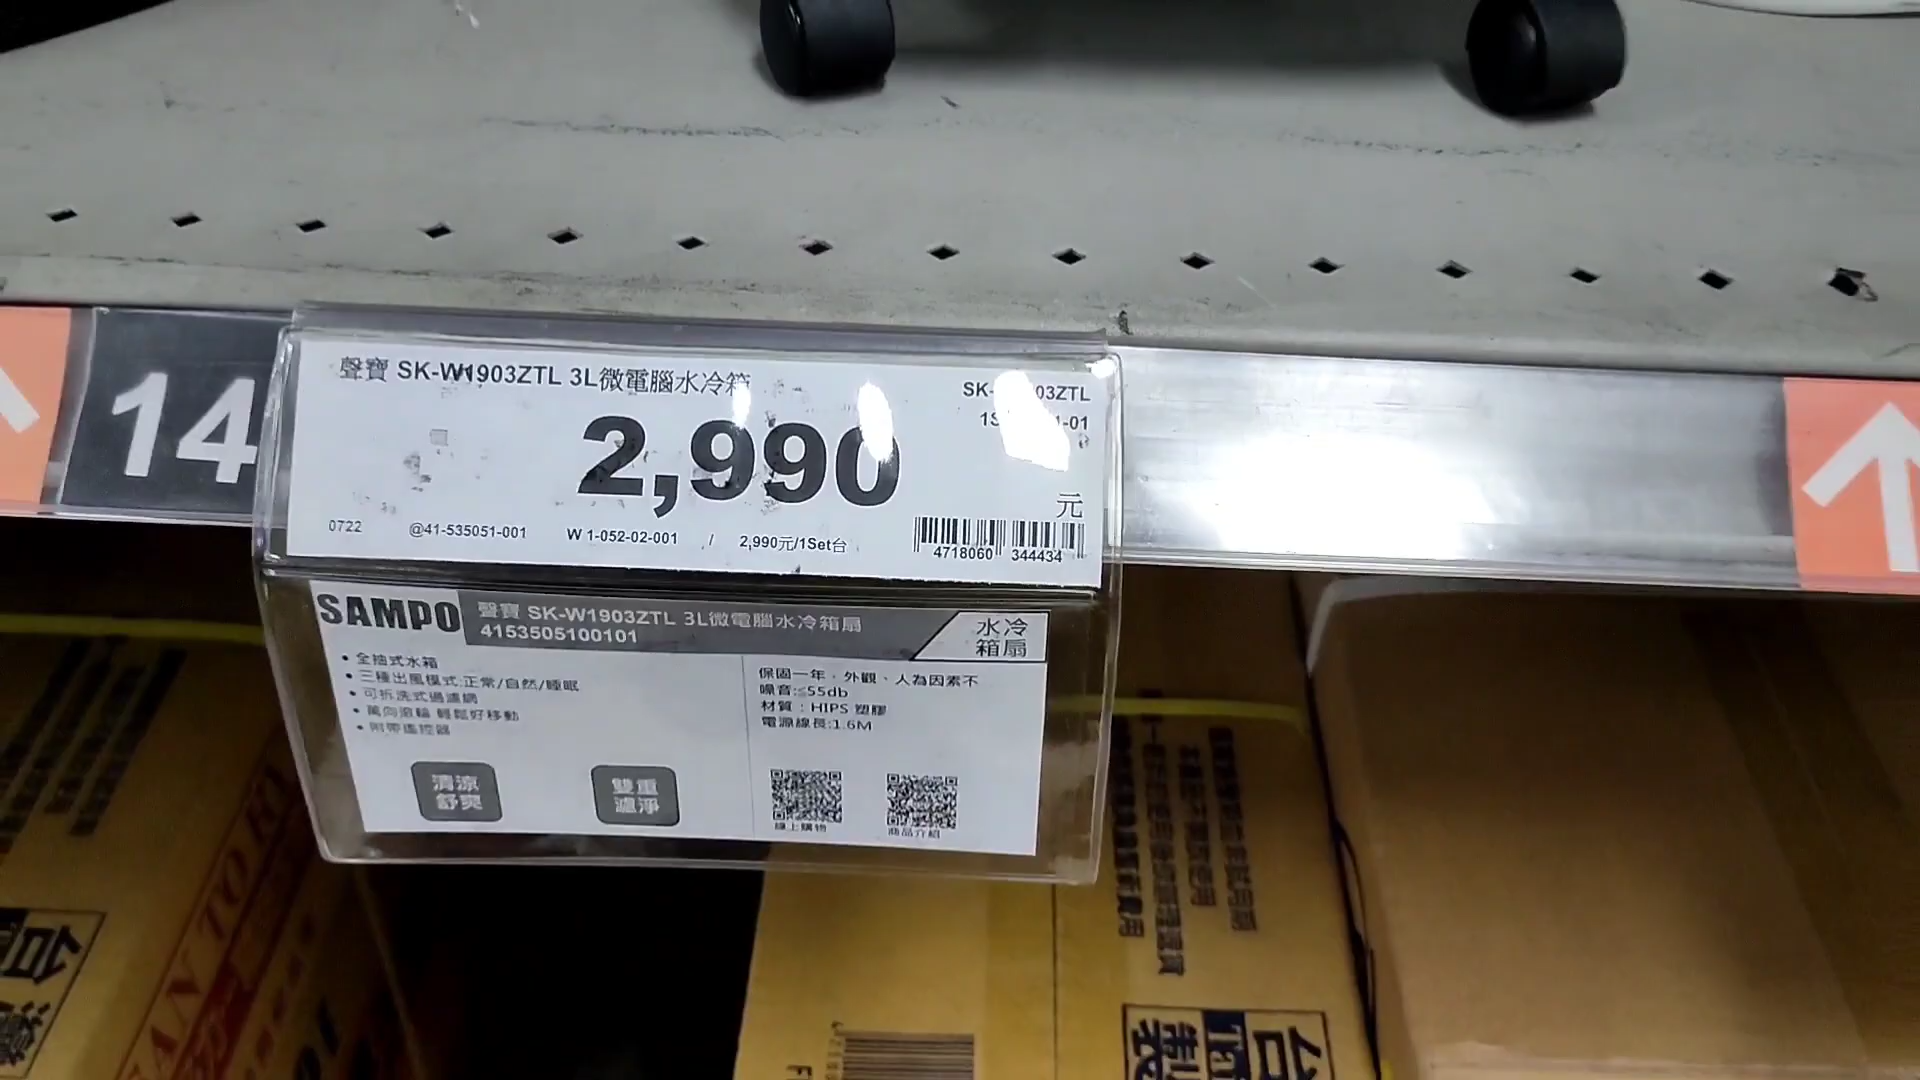 14
聲寶 SK-W1903ZTL 3L微電腦水冷箱
2,990
元
0722
@41-535051-001
W 1-052-02-001 / 2,990元/1Set台
4718060 344434
SAMPO
聲寶 SK-W1903ZTL 3L微電腦水冷箱扇
4153505100101
水冷
箱扇
• 全抽式水箱
• 三種出風模式:正常/自然/睡眠
• 可拆洗式過濾網
• 萬向滾輪 輕鬆好移動
• 附帶遙控器
保固一年，外觀、人為因素不
噪音:≤55db
材質：HIPS 塑膠
電源線長:1.6M
清涼
舒爽
雙重
濾淨
線上購物
商品介紹